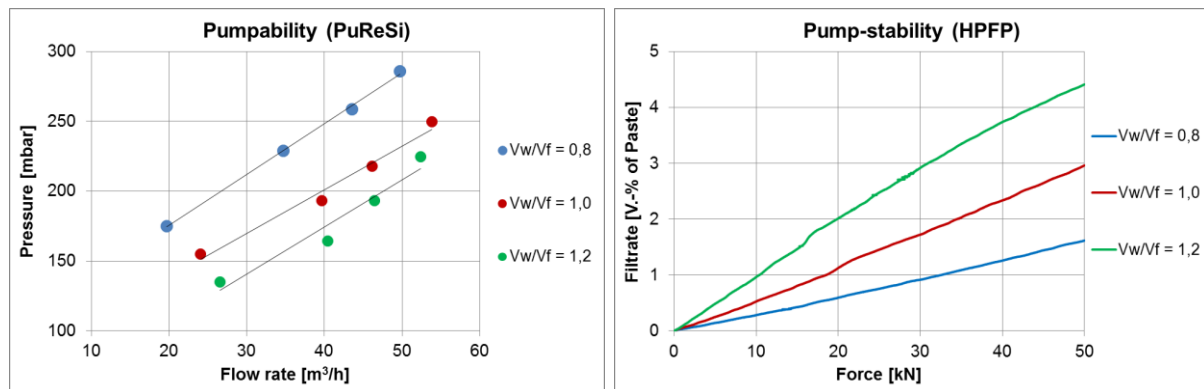 Pumpability (PuReSi)
300
250
200
150
100
10 20 30 40 50 60
Pressure [mbar]
Flow rate [m³/h]
Vw/Vf = 0,8
Vw/Vf = 1,0
Vw/Vf = 1,2
Pump-stability (HPFP)
5
4
3
2
1
0
0 10 20 30 40 50
Filtrate [V.-% of Paste]
Force [kN]
Vw/Vf = 0,8
Vw/Vf = 1,0
Vw/Vf = 1,2